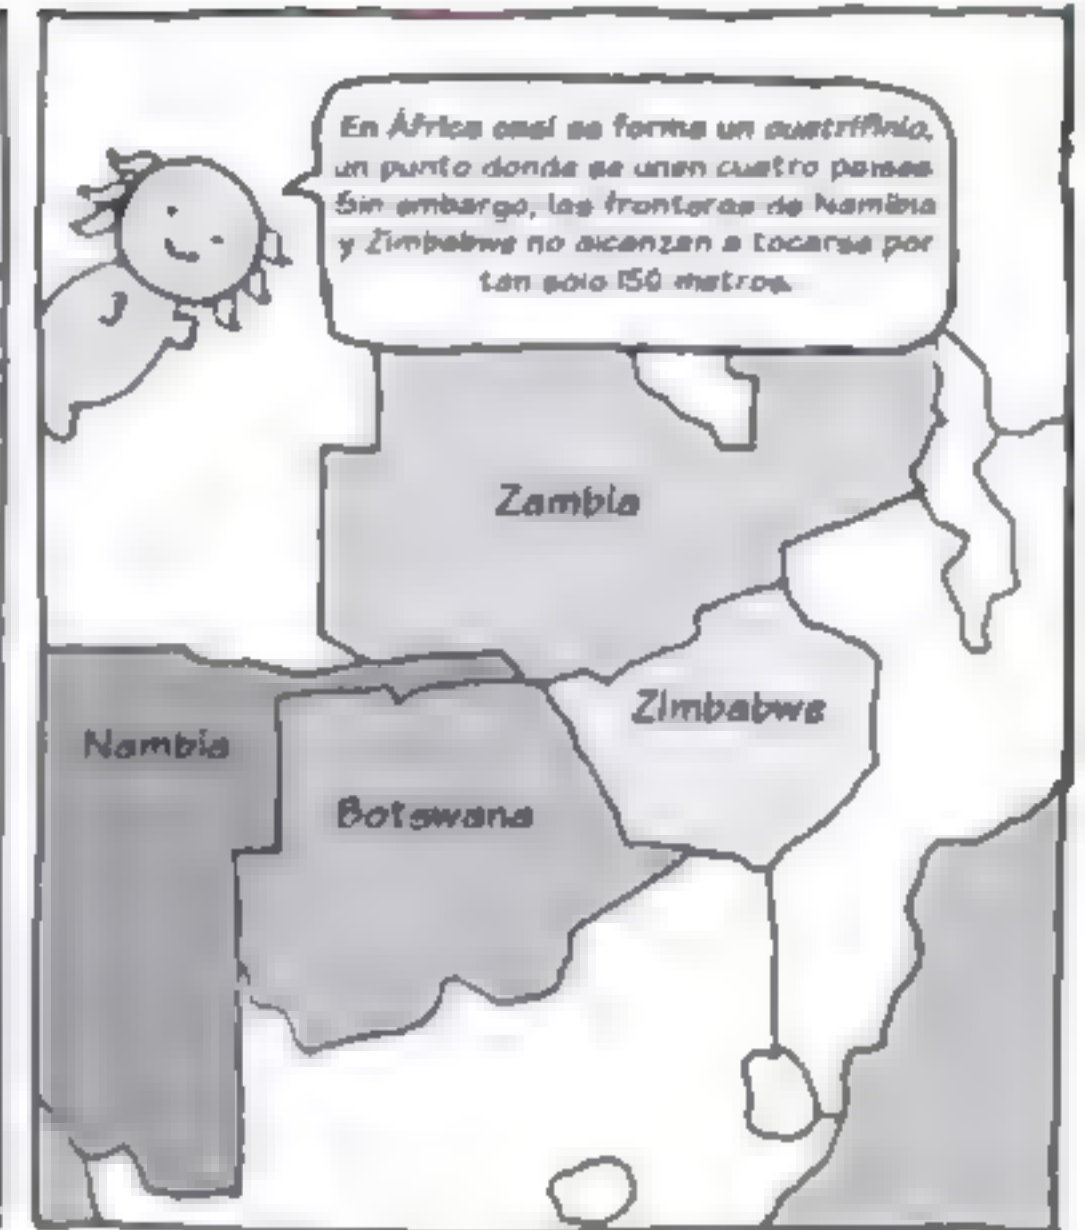 En África casi se forma un cuatrifinio,
un punto donde se unen cuatro países
Sin embargo, las fronteras de Namibia
y Zimbabwe no alcanzan a tocarse por
tan solo 150 metros.
Zambia
Zimbabwe
Nambia
Botswana